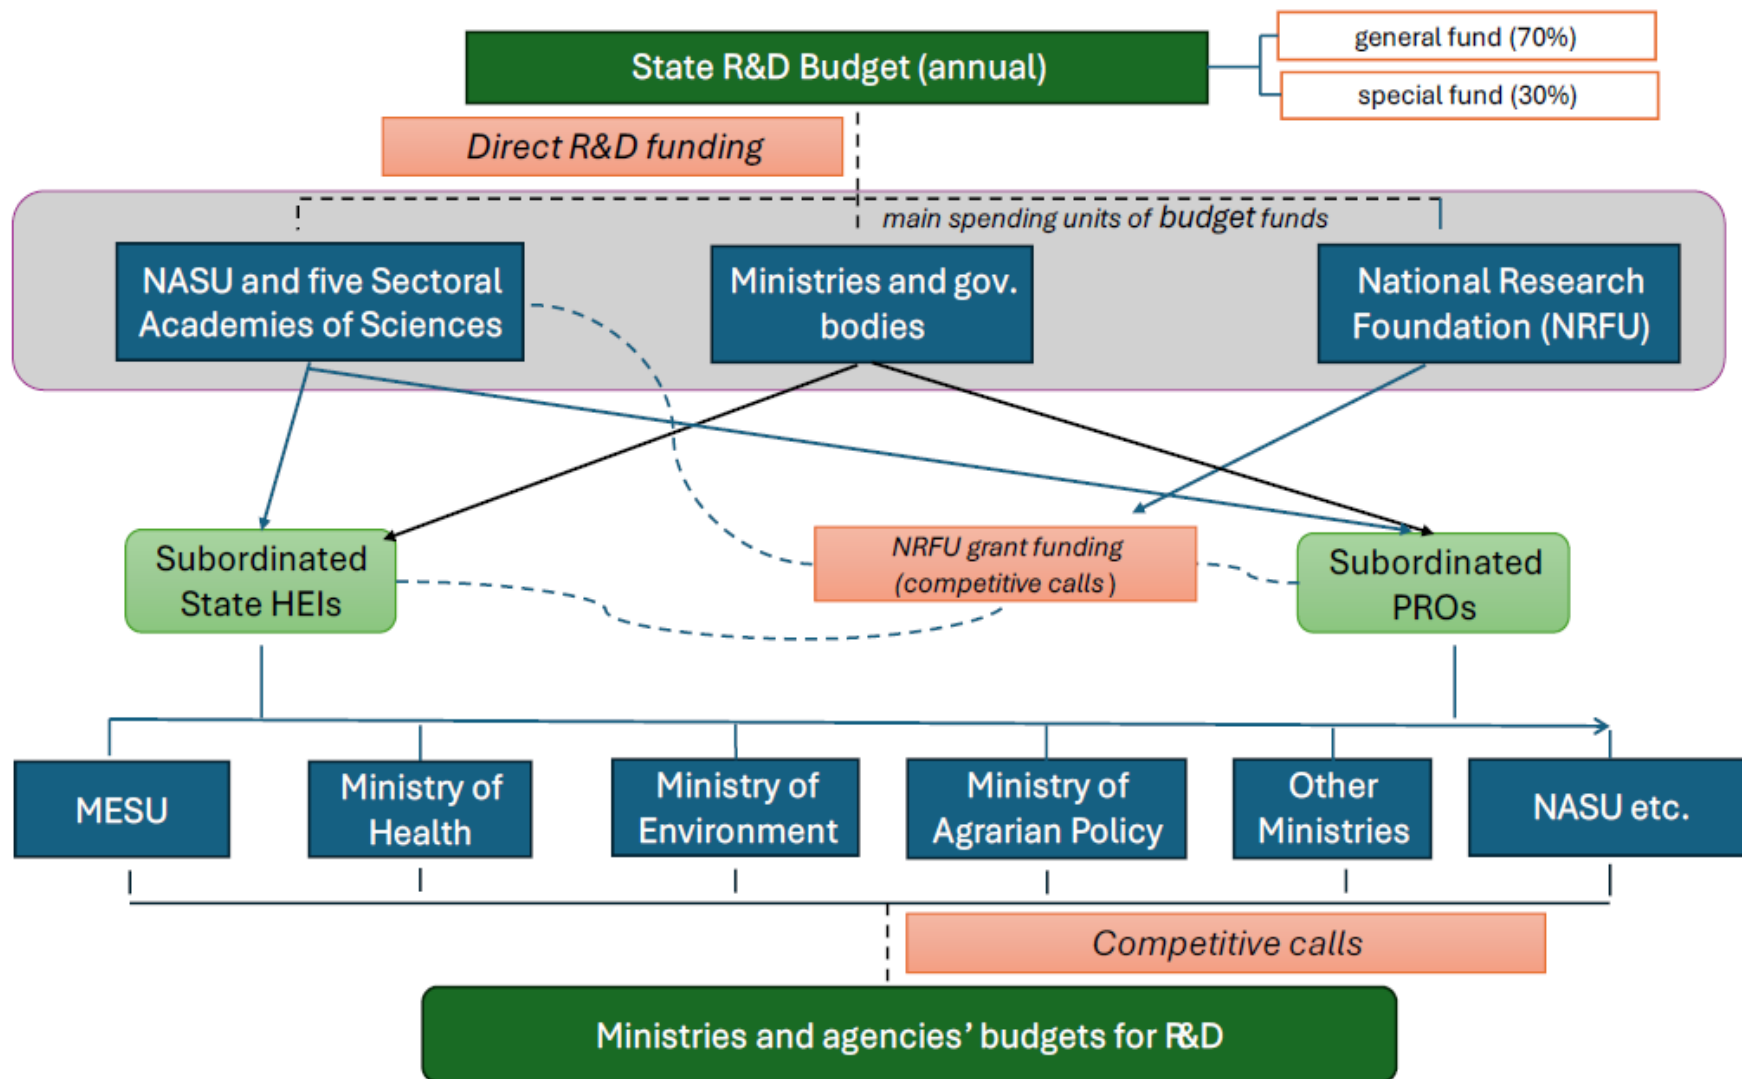 State R&D Budget (annual)
general fund (70%)
special fund (30%)
Direct R&D funding
main spending units of budget funds
NASU and five Sectoral
Academies of Sciences
Ministries and gov.
bodies
National Research
Foundation (NRFU)
Subordinated
State HEIs
NRFU grant funding
(competitive calls)
Subordinated
PROs
MESU
Ministry of
Health
Ministry of
Environment
Ministry of
Agrarian Policy
Other
Ministries
NASU etc.
Competitive calls
Ministries and agencies’ budgets for R&D